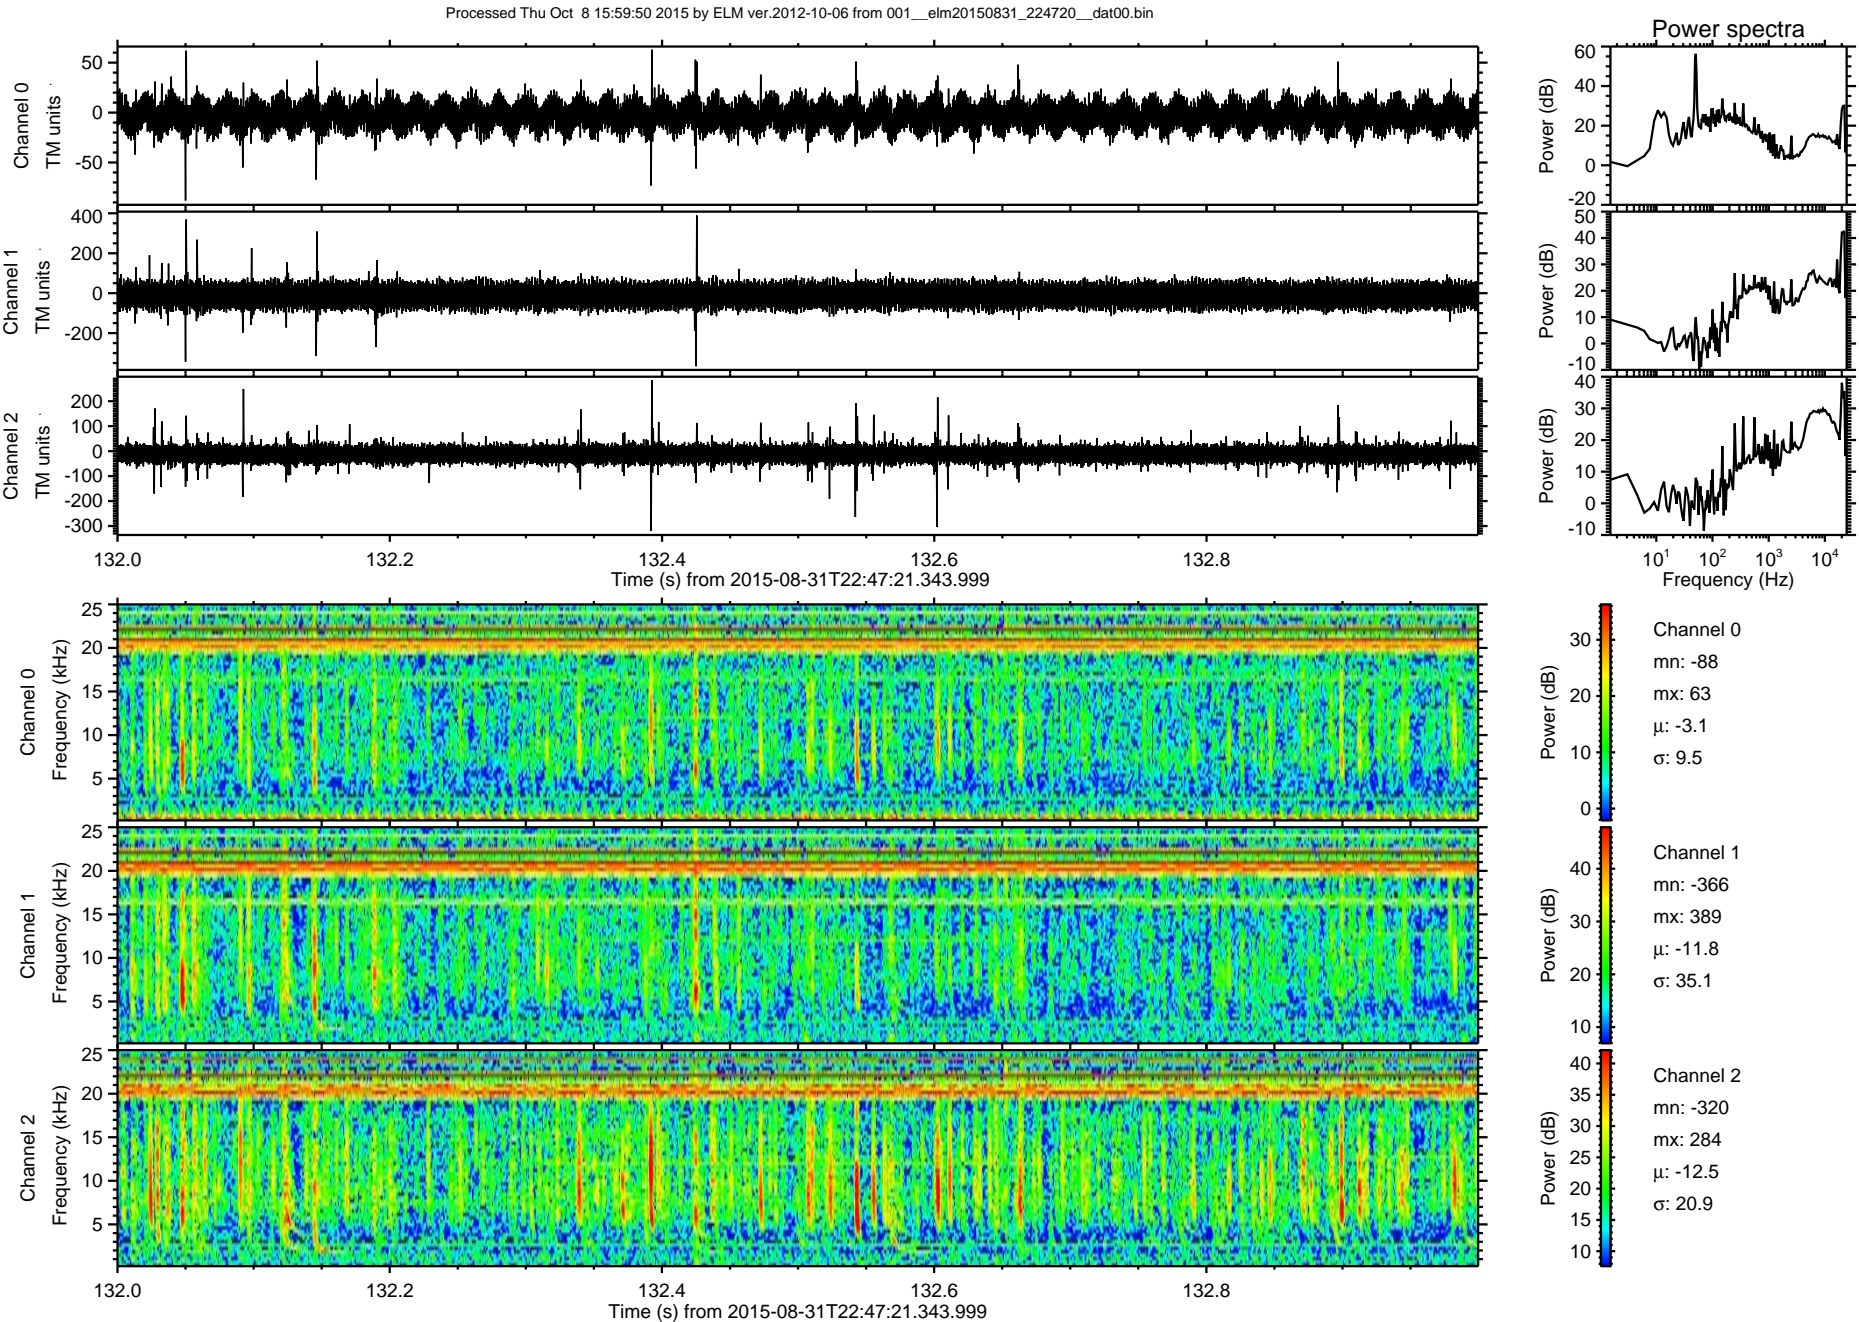 Processed Thu Oct  8 15:59:50 2015 by ELM ver.2012-10-06 from 001__elm20150831_224720__dat00.bin
Power spectra
Channel 0
TM units
50
0
-50
Power (dB)
60
40
20
0
-20
Channel 1
TM units
400
200
0
-200
Power (dB)
50
40
30
20
10
0
-10
Channel 2
TM units
200
100
0
-100
-200
-300
Power (dB)
40
30
20
10
0
-10
132.0 132.2 132.4 132.6 132.8
Time (s) from 2015-08-31T22:47:21.343.999
10^1 10^2 10^3 10^4
Frequency (Hz)
Channel 0
Frequency (kHz)
25
20
15
10
5
Power (dB)
30
20
10
0
Channel 0
mn: -88
mx: 63
μ: -3.1
σ: 9.5
Channel 1
Frequency (kHz)
25
20
15
10
5
Power (dB)
40
30
20
10
Channel 1
mn: -366
mx: 389
μ: -11.8
σ: 35.1
Channel 2
Frequency (kHz)
25
20
15
10
5
Power (dB)
40
35
30
25
20
15
10
Channel 2
mn: -320
mx: 284
μ: -12.5
σ: 20.9
132.0 132.2 132.4 132.6 132.8
Time (s) from 2015-08-31T22:47:21.343.999